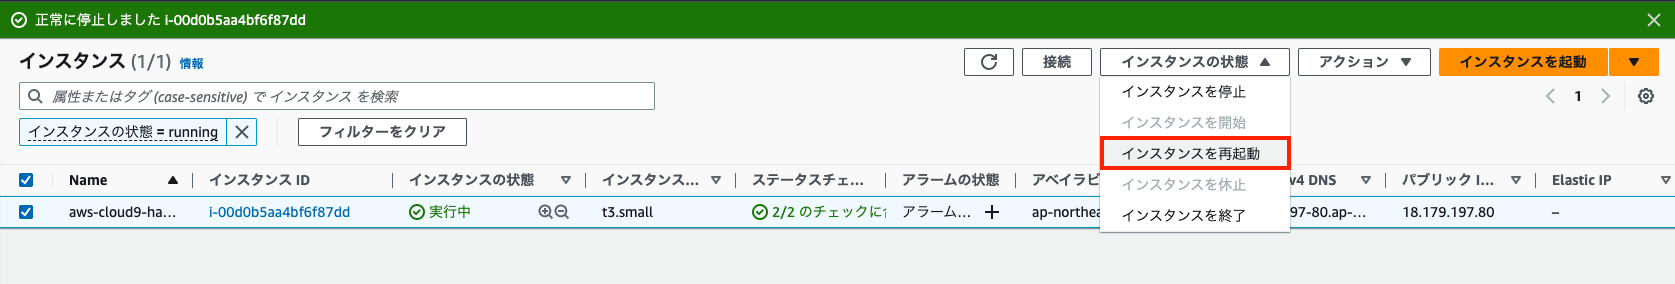 正常に停止しました i-00d0b5aa4bf6f87dd
インスタンス (1/1) 情報
接続
インスタンスの状態
アクション
インスタンスを起動
属性またはタグ (case-sensitive) で インスタンス を検索
1
インスタンスの状態 = running
フィルターをクリア
インスタンスを停止
インスタンスを開始
インスタンスを再起動
インスタンスを休止
インスタンスを終了
Name インスタンス ID インスタンスの状態 インスタンス... ステータスチェ... アラームの状態 アベイラビ v4 DNS パブリック I... Elastic IP
aws-cloud9-ha... i-00d0b5aa4bf6f87dd 実行中 t3.small 2/2 のチェックに アラーム... ap-northea 97-80.ap-... 18.179.197.80 –